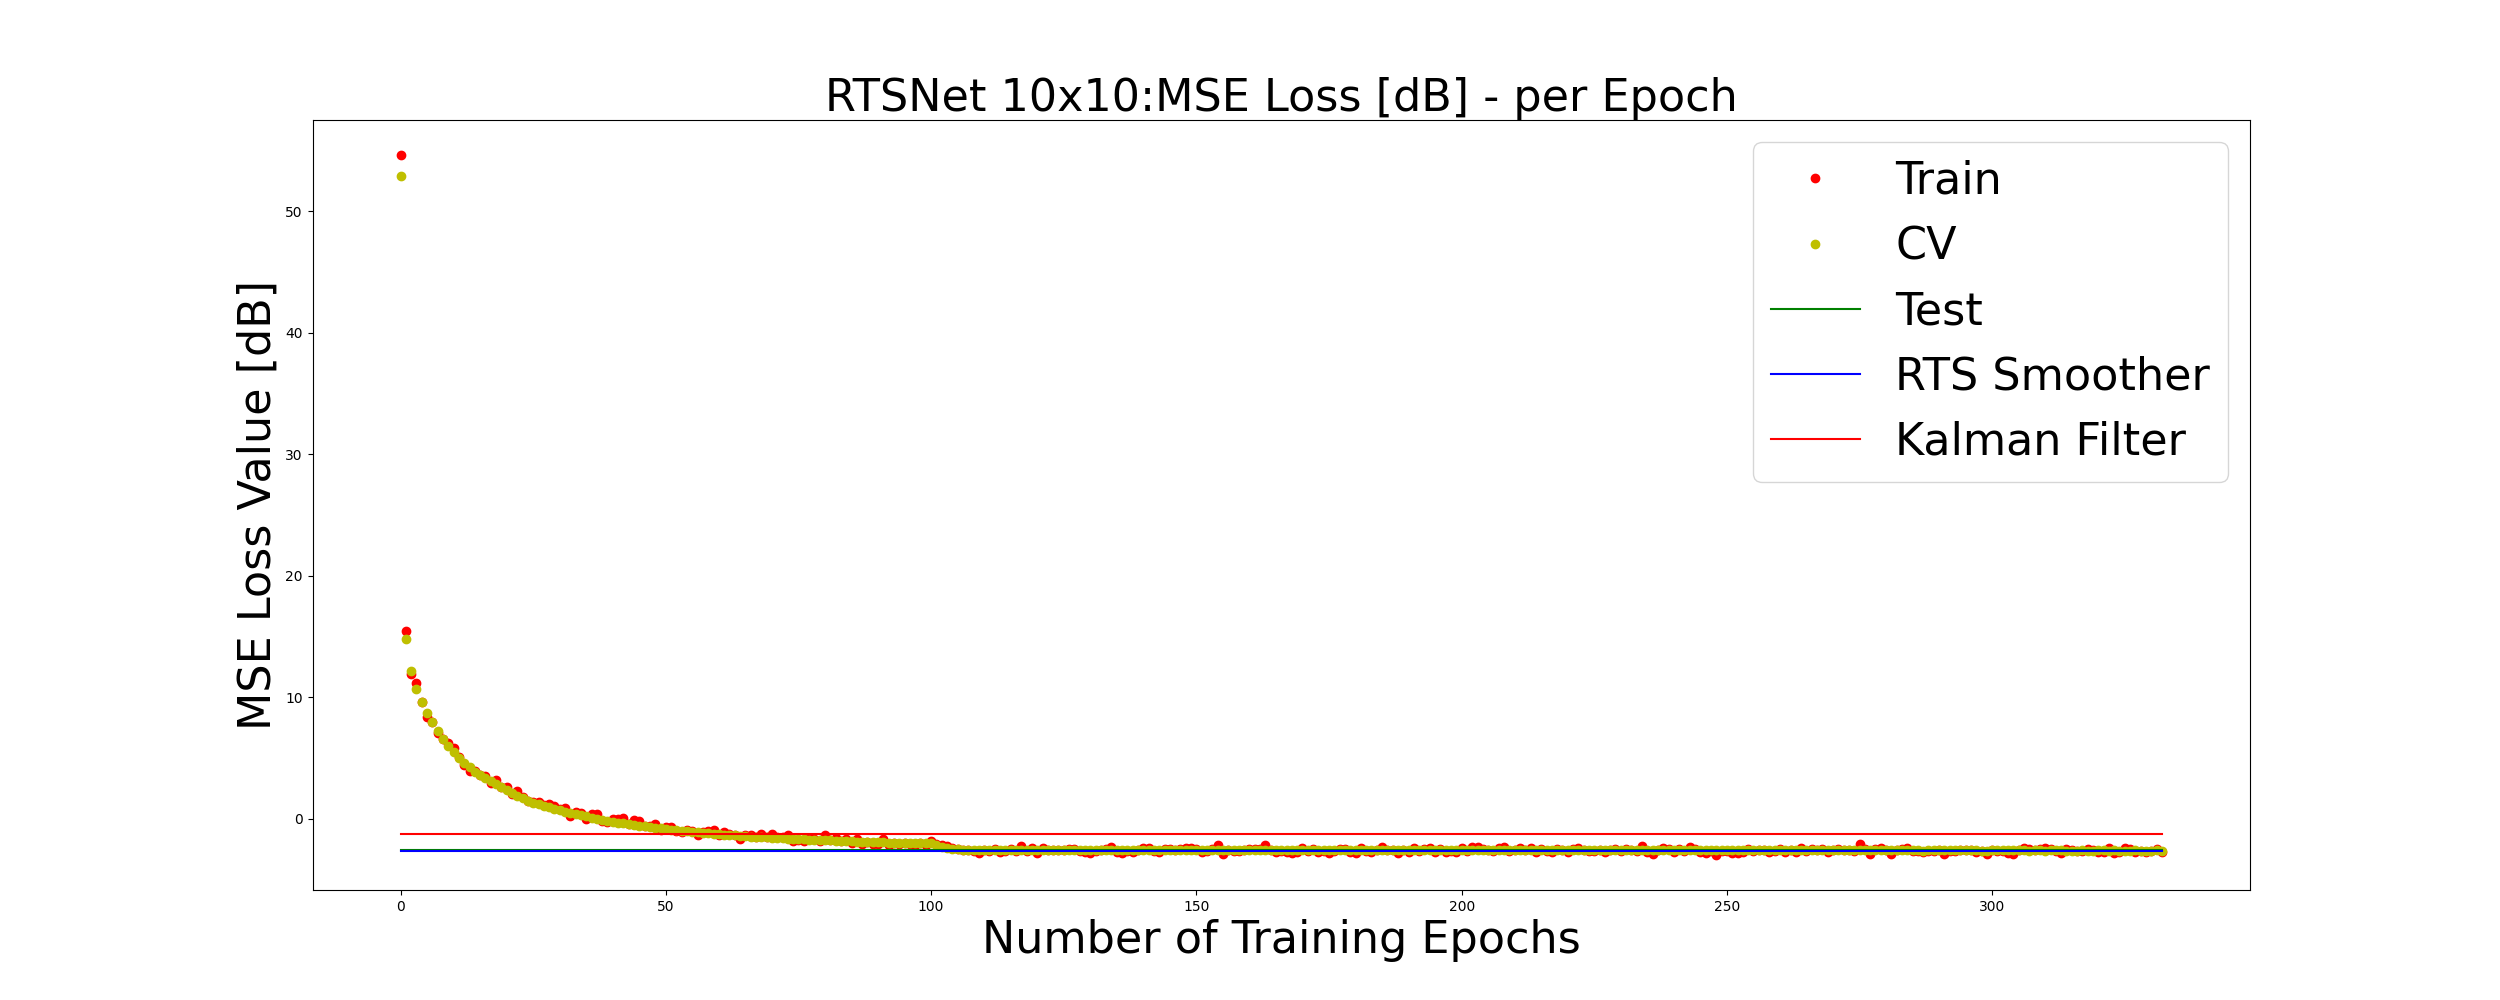 RTSNet 10x10:MSE Loss [dB] - per Epoch
MSE Loss Value [dB]
50
40
30
20
10
0
Train
CV
Test
RTS Smoother
Kalman Filter
0 50 100 150 200 250 300
Number of Training Epochs